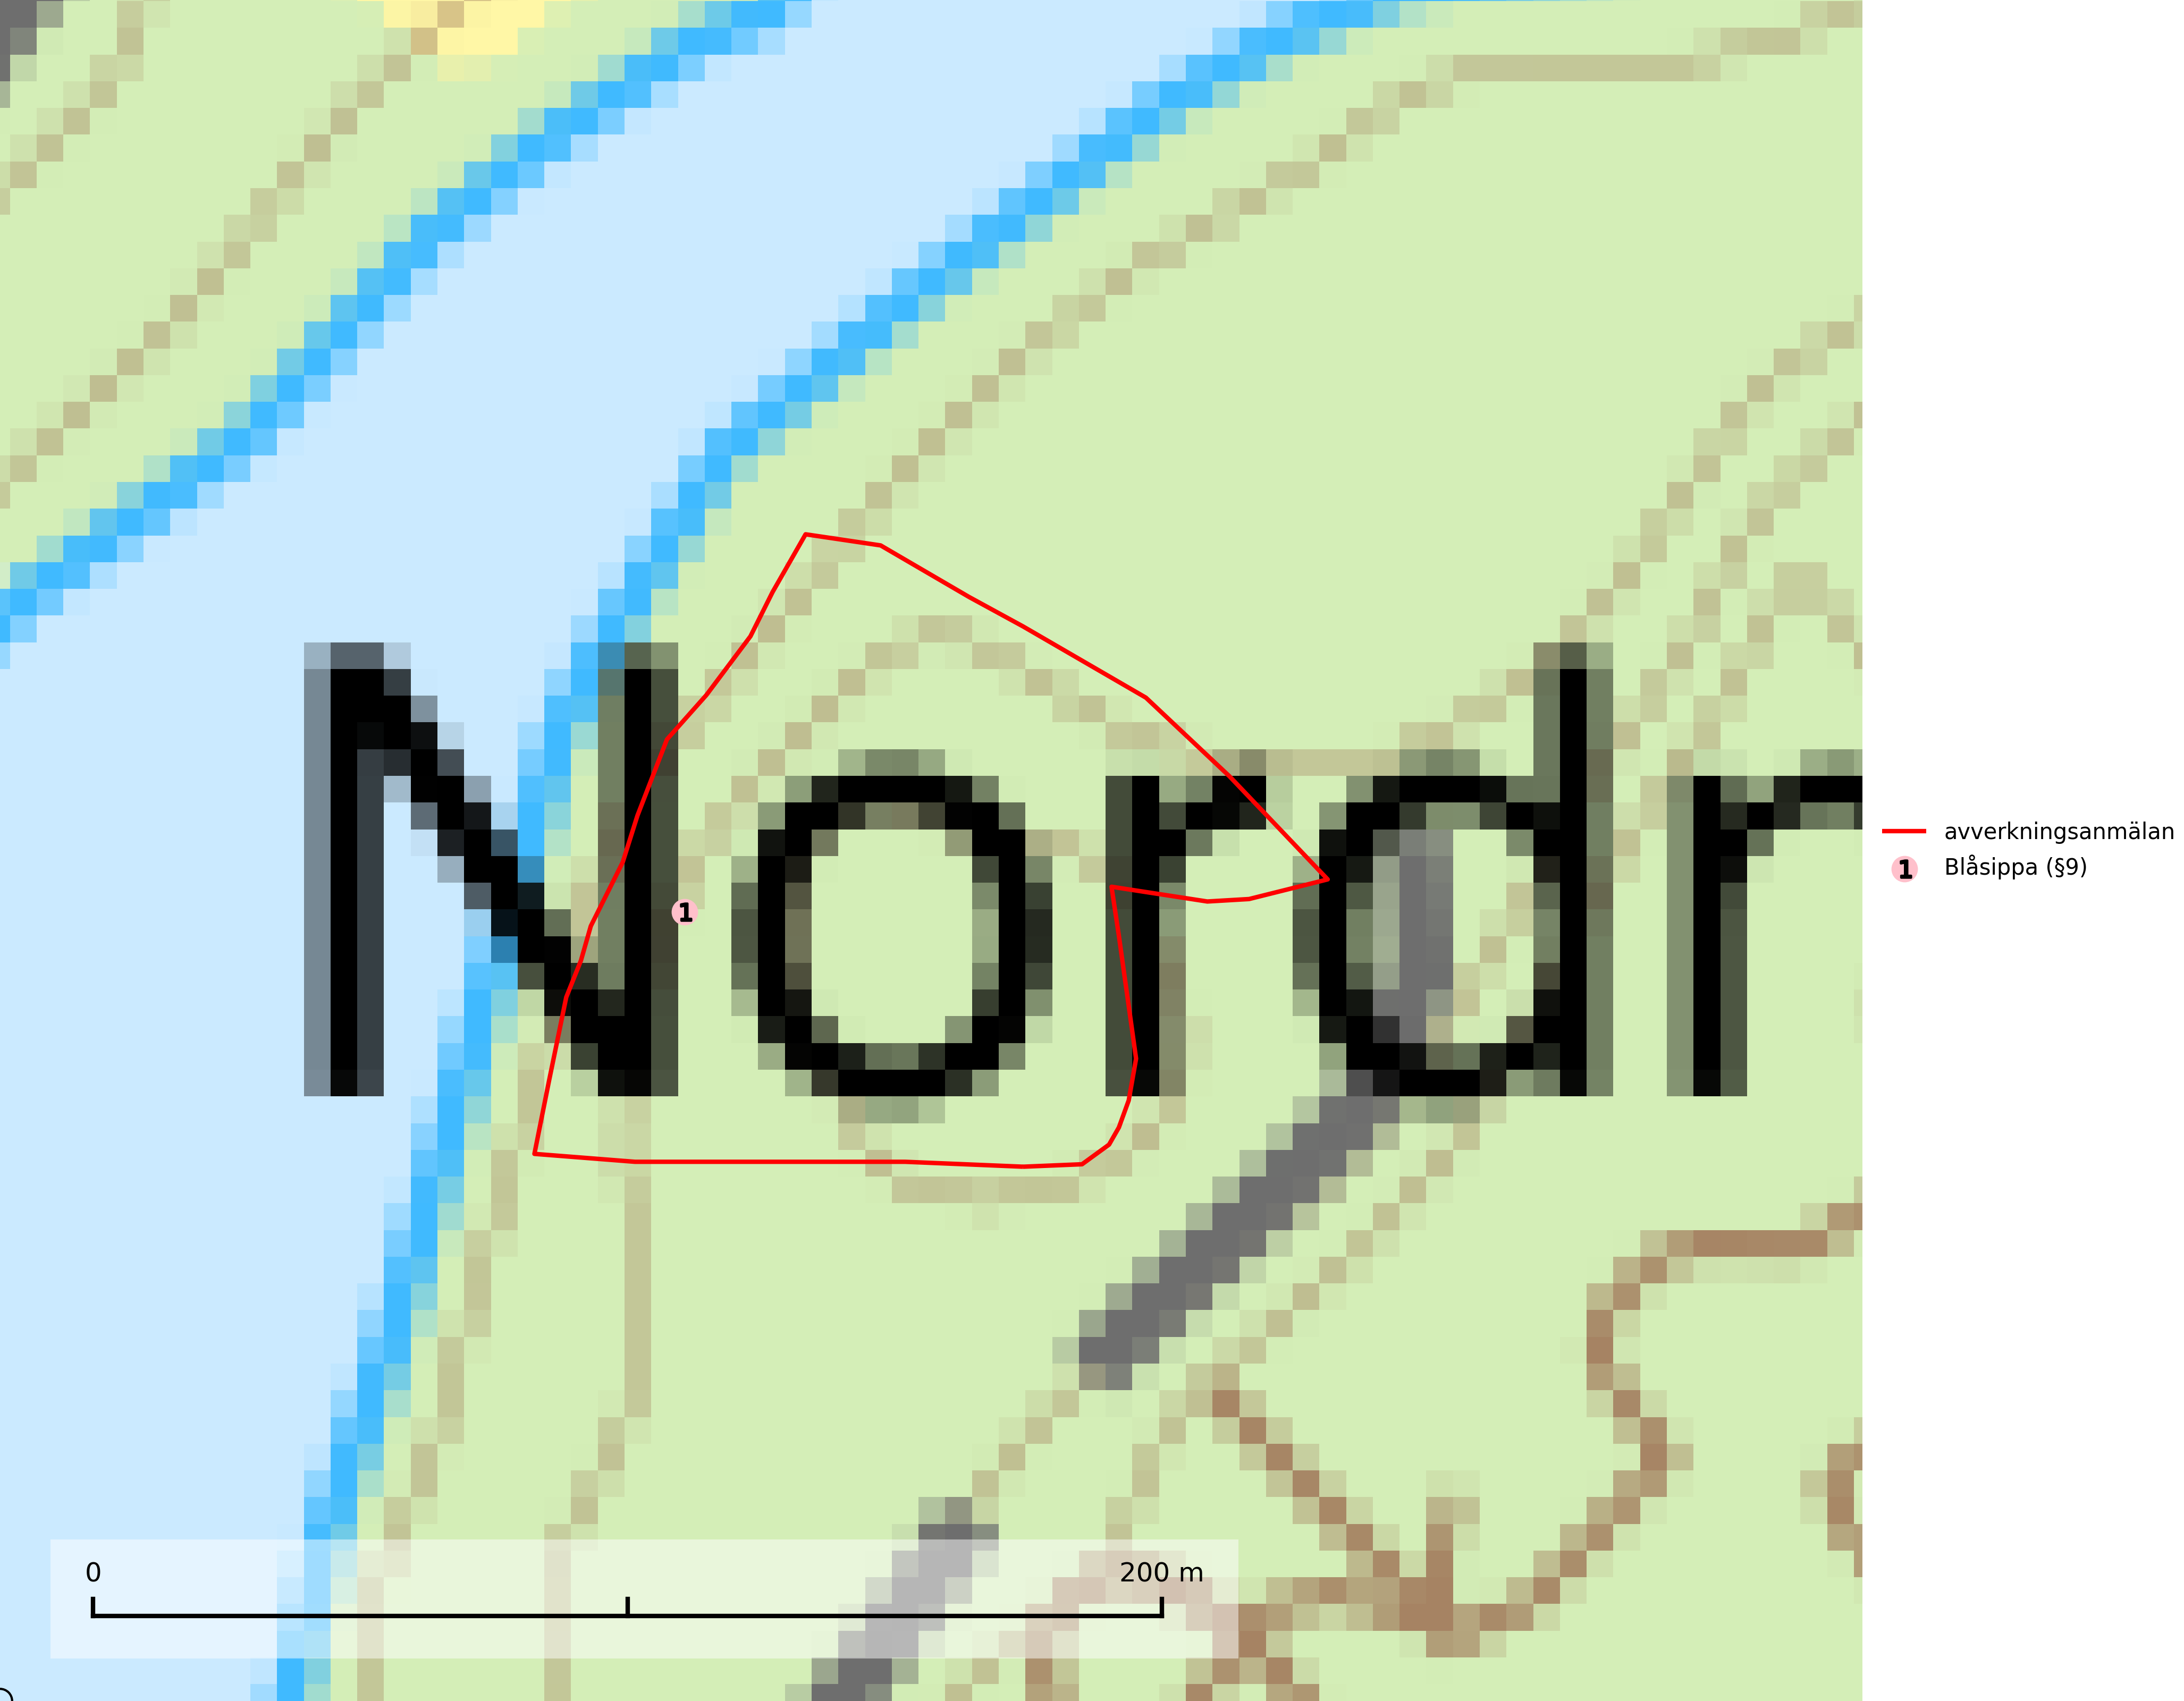 Nordr
1
avverkningsanmälan
1 Blåsippa (§9)
0 200 m